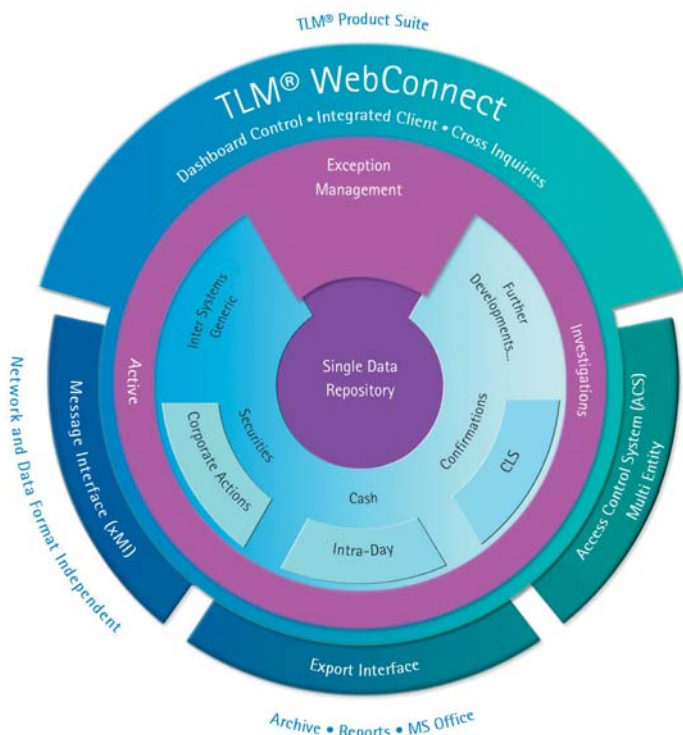 TLM® Product Suite
TLM® WebConnect
Dashboard Control • Integrated Client • Cross Inquiries
Exception
Management
Inter Systems
Generic
Further
Developments...
Active
Investigations
Single Data
Repository
Securities
Confirmations
Corporate Actions
Cash
CLS
Intra-Day
Message Interface (xMI)
Network and Data Format Independent
Access Control System (ACS)
Multi Entity
Export Interface
Archive • Reports • MS Office